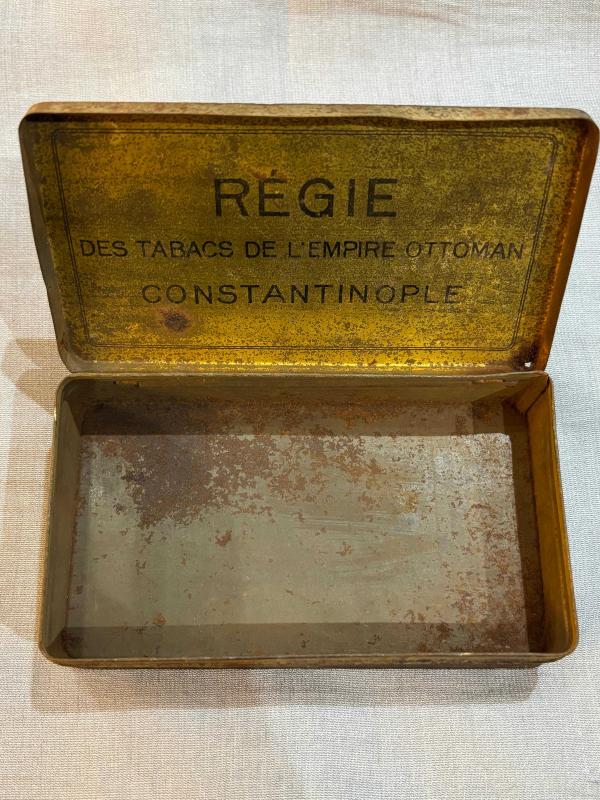 RÉGIE
DES TABACS DE L'EMPIRE OTTOMAN
CONSTANTINOPLE